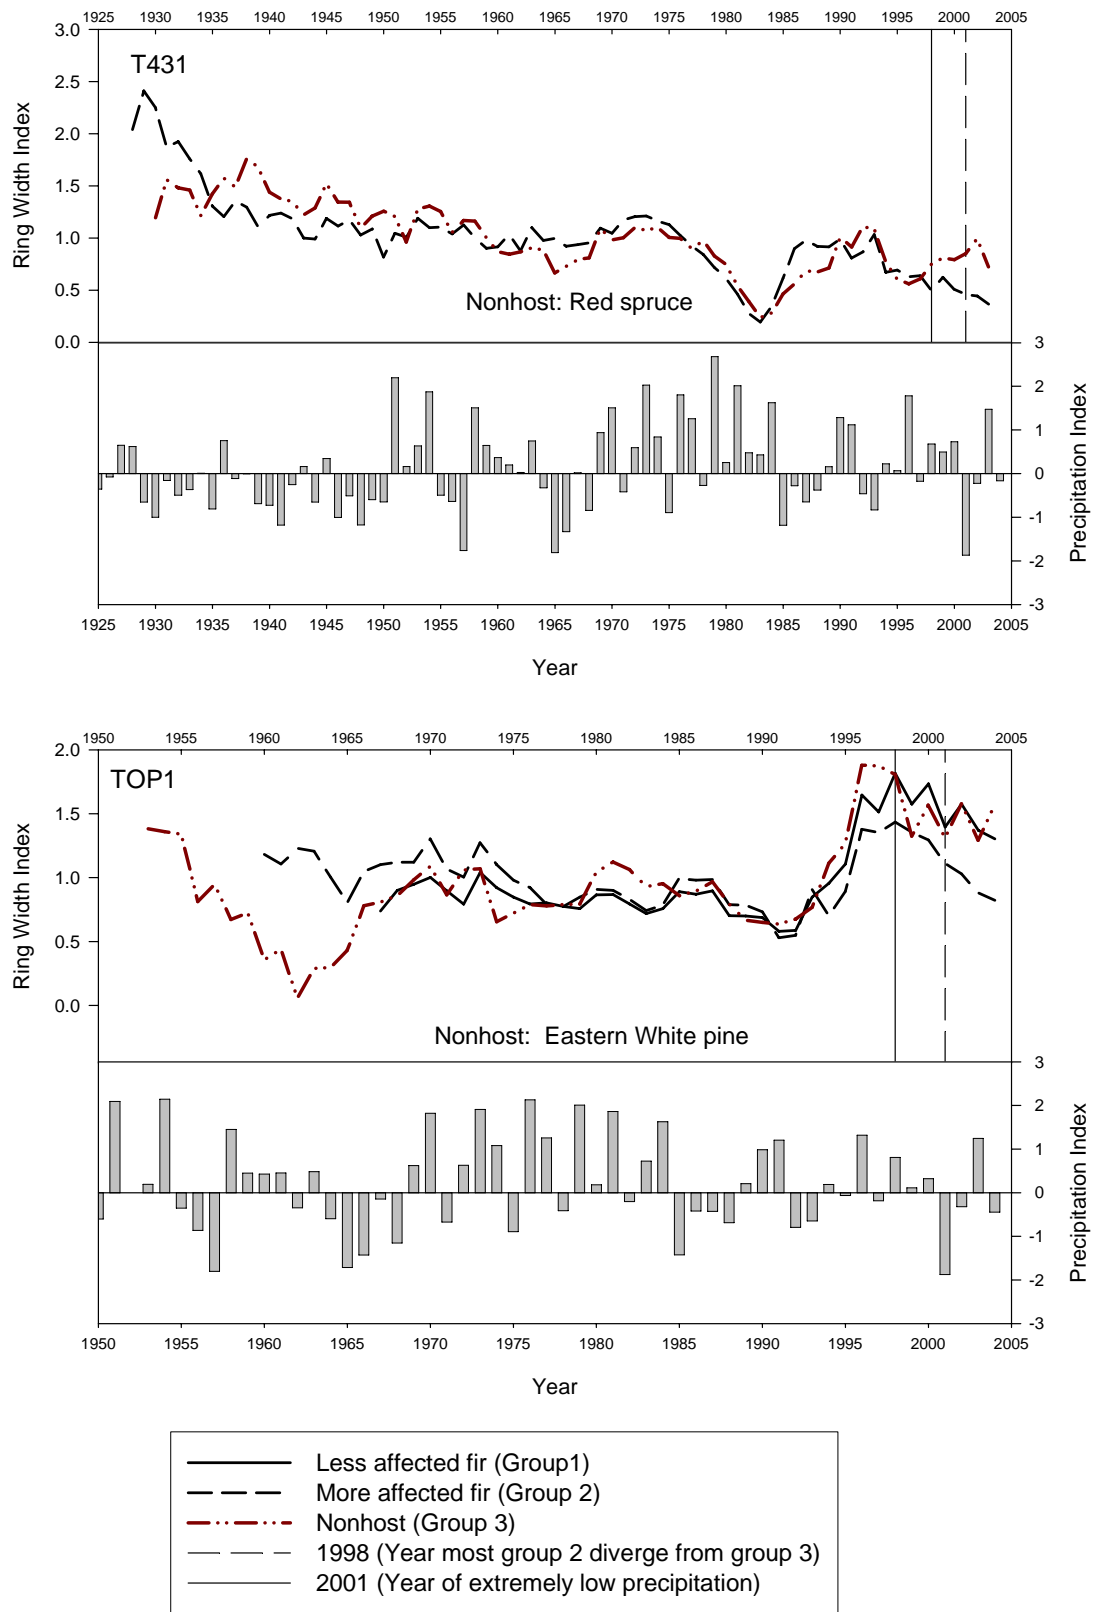 1925 1930 1935 1940 1945 1950 1955 1960 1965 1970 1975 1980 1985 1990 1995 2000 2005
3.0
T431
2.5
2.0
1.5
1.0
0.5
0.0
Ring Width Index
Nonhost: Red spruce
3
2
1
0
-1
-2
-3
Precipitation Index
1925 1930 1935 1940 1945 1950 1955 1960 1965 1970 1975 1980 1985 1990 1995 2000 2005
Year
1950 1955 1960 1965 1970 1975 1980 1985 1990 1995 2000 2005
2.0
TOP1
1.5
1.0
0.5
0.0
Ring Width Index
Nonhost: Eastern White pine
3
2
1
0
-1
-2
-3
Precipitation Index
1950 1955 1960 1965 1970 1975 1980 1985 1990 1995 2000 2005
Year
Less affected fir (Group1)
More affected fir (Group 2)
Nonhost (Group 3)
1998 (Year most group 2 diverge from group 3)
2001 (Year of extremely low precipitation)